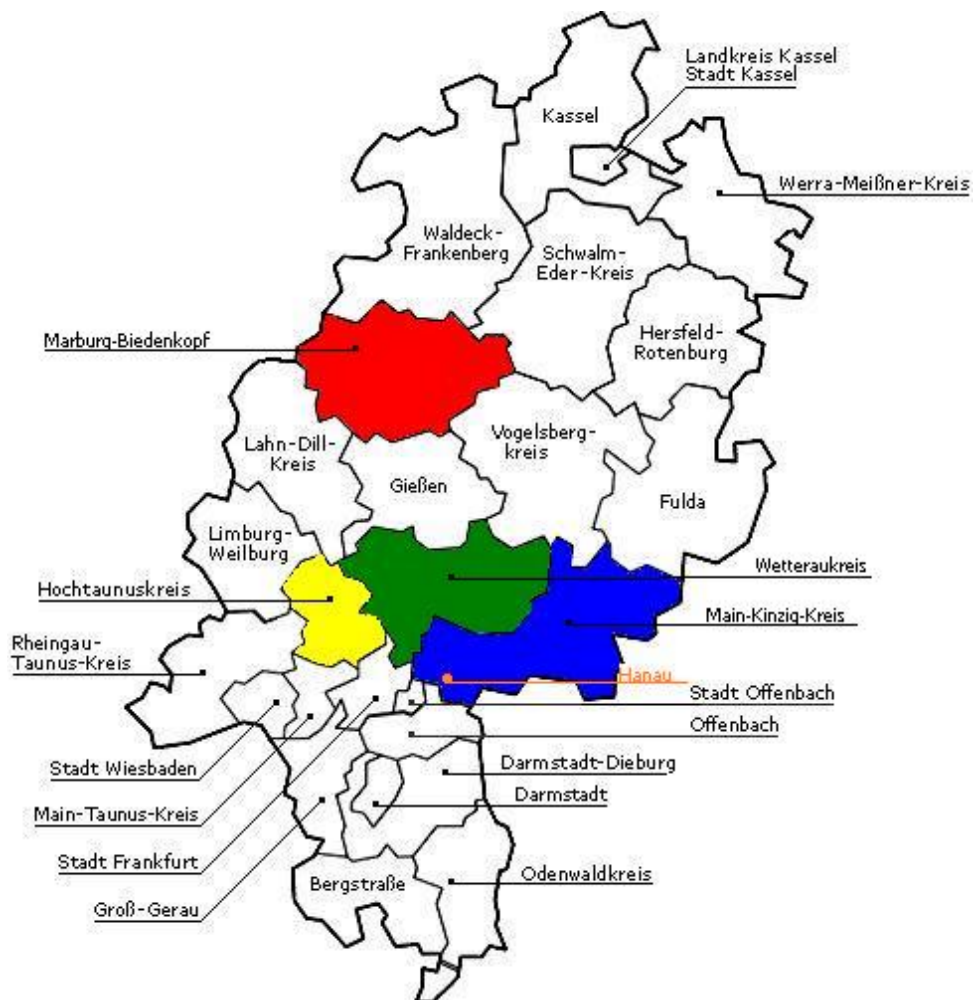 Landkreis Kassel
Stadt Kassel
Kassel
Werra-Meißner-Kreis
Waldeck-
Frankenberg
Schwalm-
Eder-Kreis
Marburg-Biedenkopf
Hersfeld-
Rotenburg
Lahn-Dill-
Kreis
Vogelsberg-
kreis
Gießen
Fulda
Limburg-
Weilburg
Wetteraukreis
Hochtaunuskreis
Main-Kinzig-Kreis
Rheingau-
Taunus-Kreis
Hanau
Stadt Offenbach
Offenbach
Stadt Wiesbaden
Darmstadt-Dieburg
Darmstadt
Main-Taunus-Kreis
Stadt Frankfurt
Bergstraße
Odenwaldkreis
Groß-Gerau